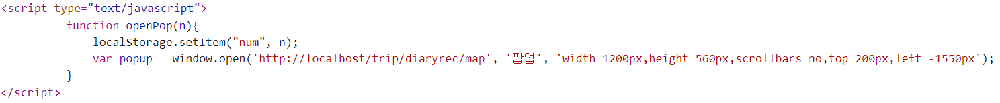 <script type="text/javascript">
function openPop(n){
localStorage.setItem("num", n);
var popup = window.open('http://localhost/trip/diaryrec/map', '팝업', 'width=1200px,height=560px,scrollbars=no,top=200px,left=-1550px');
}
</script>